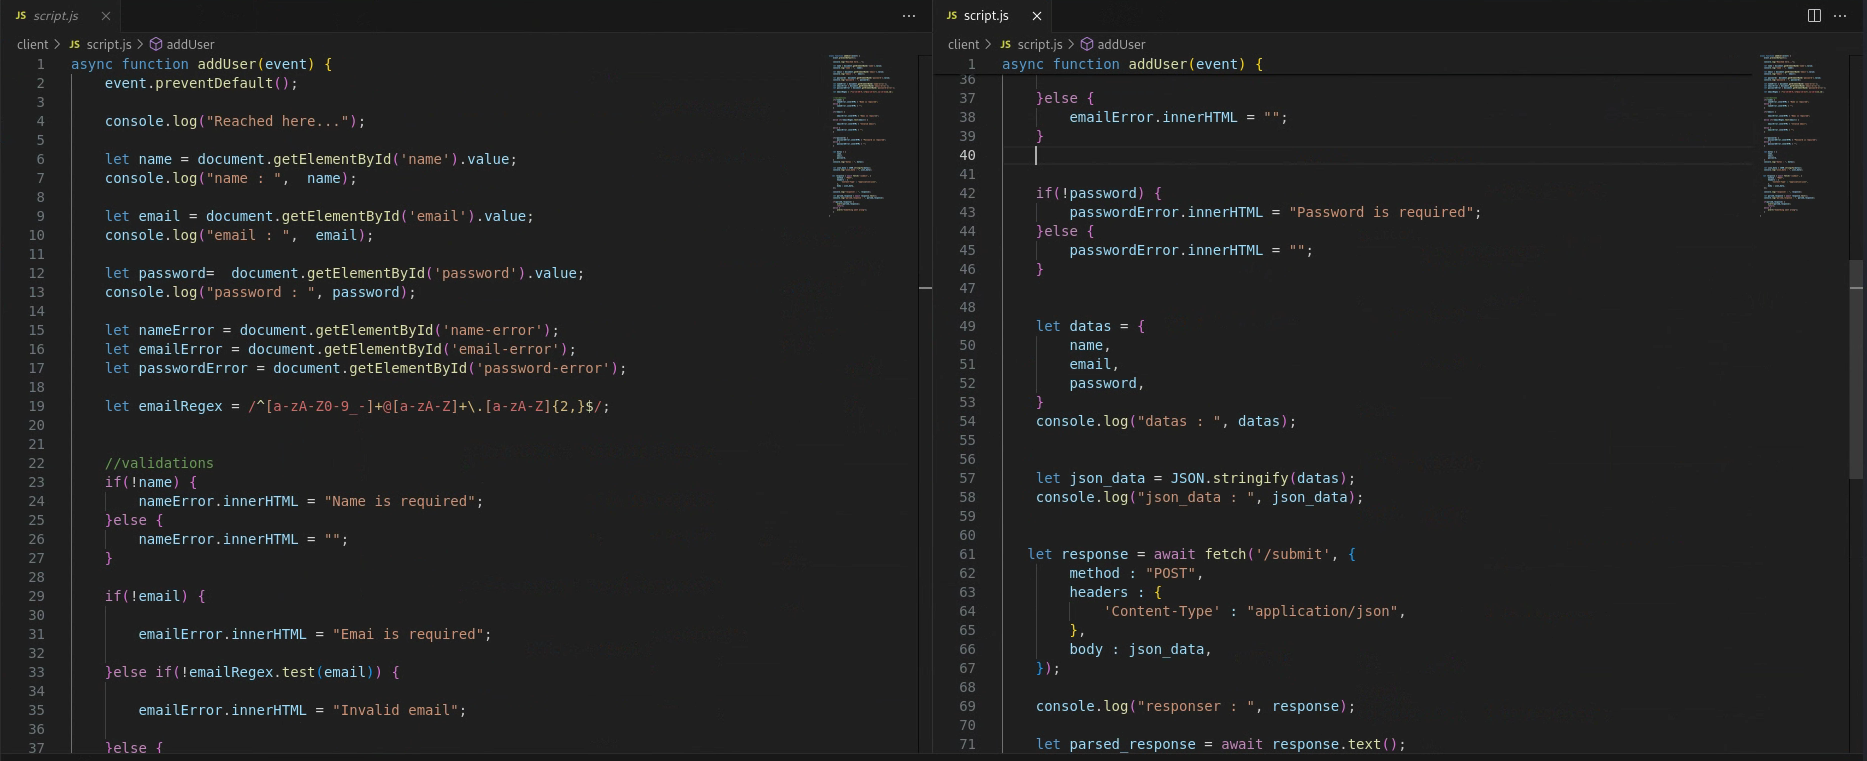 JS script.js
client > JS script.js > addUser
1 async function addUser(event) {
2 event.preventDefault();
3
4 console.log("Reached here...");
5
6 let name = document.getElementById('name').value;
7 console.log("name : ",  name);
8
9 let email = document.getElementById('email').value;
10 console.log("email : ",  email);
11
12 let password=  document.getElementById('password').value;
13 console.log("password : ", password);
14
15 let nameError = document.getElementById('name-error');
16 let emailError = document.getElementById('email-error');
17 let passwordError = document.getElementById('password-error');
18
19 let emailRegex = /^[a-zA-Z0-9_-]+@[a-zA-Z]+\.[a-zA-Z]{2,}$/;
20
21
22 //validations
23 if(!name) {
24 nameError.innerHTML = "Name is required";
25 }else {
26 nameError.innerHTML = "";
27 }
28
29 if(!email) {
30
31 emailError.innerHTML = "Emai is required";
32
33 }else if(!emailRegex.test(email)) {
34
35 emailError.innerHTML = "Invalid email";
36
37 }else {
JS script.js
client > JS script.js > addUser
1 async function addUser(event) {
36
37 }else {
38 emailError.innerHTML = "";
39 }
40
41
42 if(!password) {
43 passwordError.innerHTML = "Password is required";
44 }else {
45 passwordError.innerHTML = "";
46 }
47
48
49 let datas = {
50 name,
51 email,
52 password,
53 }
54 console.log("datas : ", datas);
55
56
57 let json_data = JSON.stringify(datas);
58 console.log("json_data : ", json_data);
59
60
61 let response = await fetch('/submit', {
62 method : "POST",
63 headers : {
64 'Content-Type' : "application/json",
65 },
66 body : json_data,
67 });
68
69 console.log("responser : ", response);
70
71 let parsed_response = await response.text();